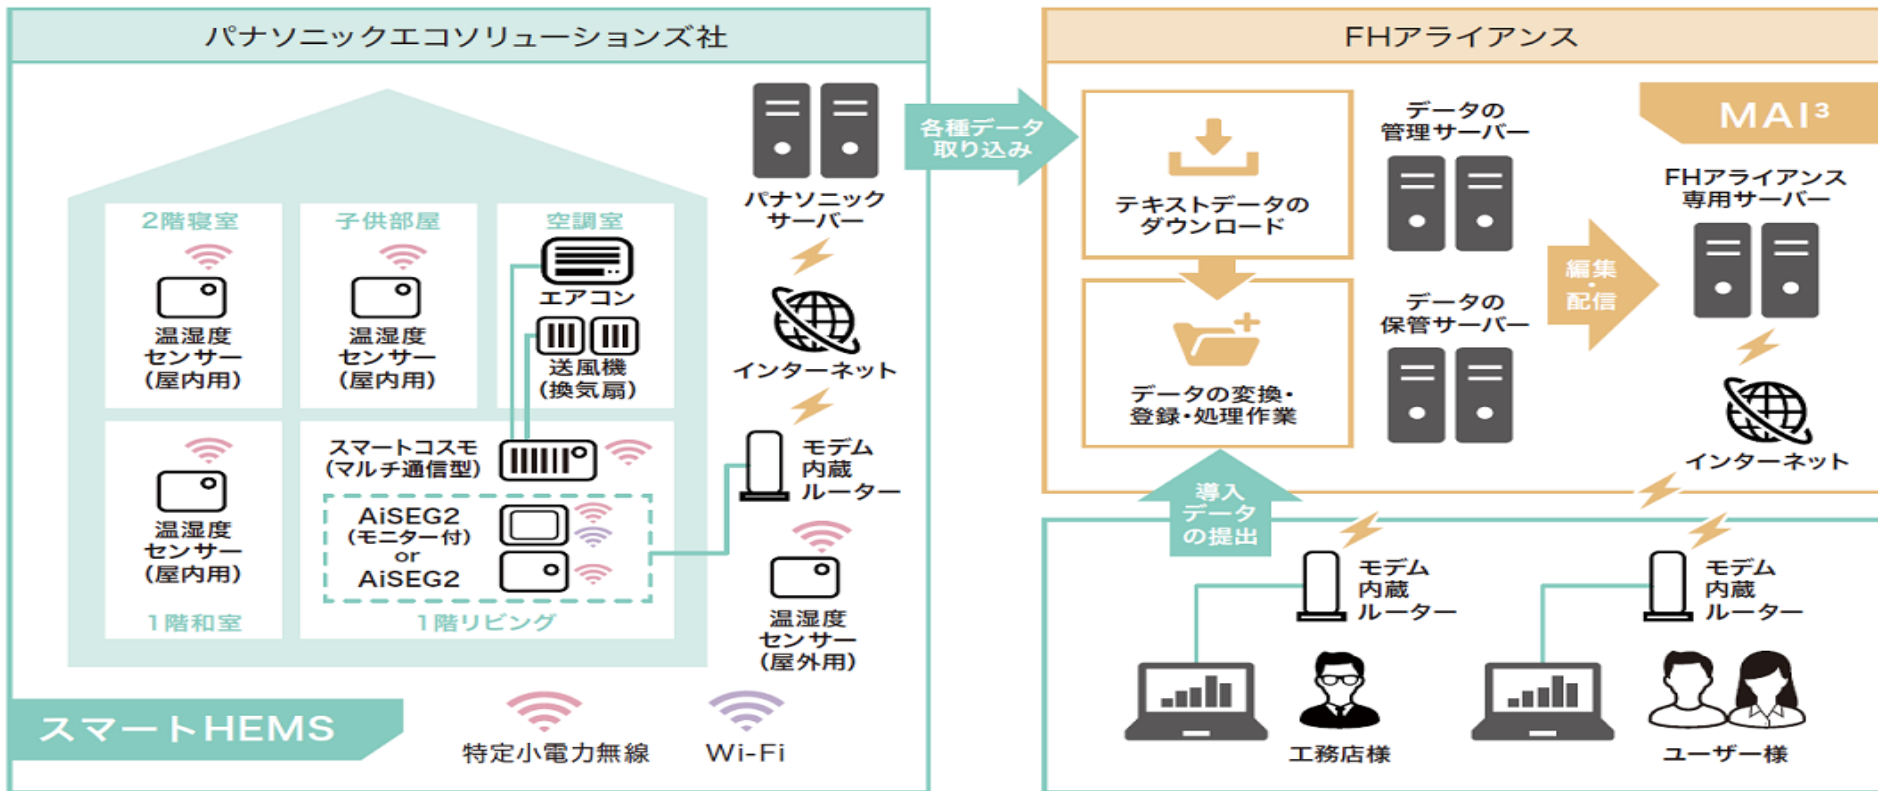 パナソニックエコソリューションズ社
2階寝室
温湿度
センサー
(屋内用)
子供部屋
温湿度
センサー
(屋内用)
空調室
エアコン
送風機
(換気扇)
温湿度
センサー
(屋内用)
1階和室
スマートコスモ
(マルチ通信型)
AiSEG2
(モニター付)
or
AiSEG2
1階リビング
パナソニック
サーバー
インターネット
モデム
内蔵
ルーター
温湿度
センサー
(屋外用)
スマートHEMS
特定小電力無線
Wi-Fi
各種データ
取り込み
FHアライアンス
MAI³
テキストデータの
ダウンロード
データの変換・
登録・処理作業
データの
管理サーバー
データの
保管サーバー
編集
・
配信
FHアライアンス
専用サーバー
インターネット
導入
データ
の提出
モデム
内蔵
ルーター
工務店様
モデム
内蔵
ルーター
ユーザー様